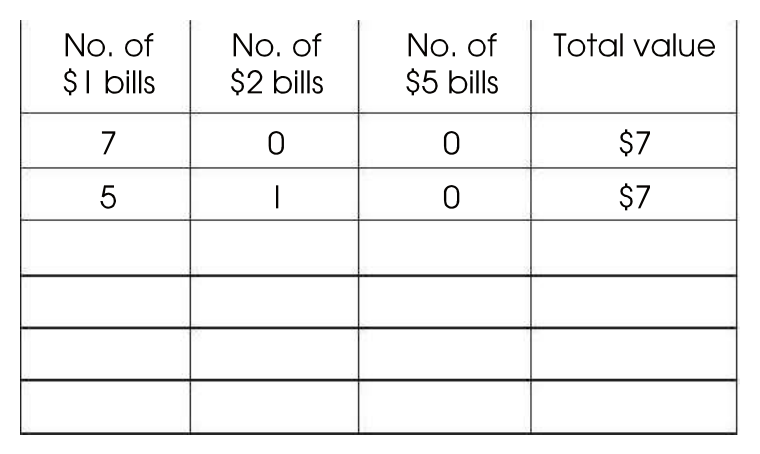 No. of No. of No. of Total value
$1 bills $2 bills $5 bills
7 0 0 $7
5 1 0 $7